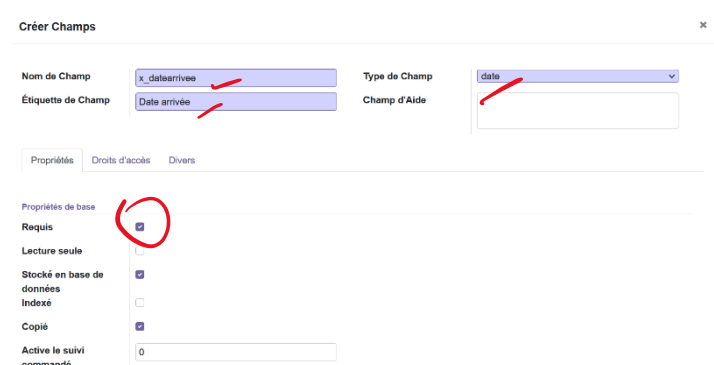 Créer Champs ×
Nom de Champ x_datearrivee Type de Champ date
Étiquette de Champ Date arrivée Champ d'Aide
Propriétés Droits d'accès Divers
Propriétés de base
Requis
Lecture seule
Stocké en base de
données
Indexé
Copié
Active le suivi 0
commandé